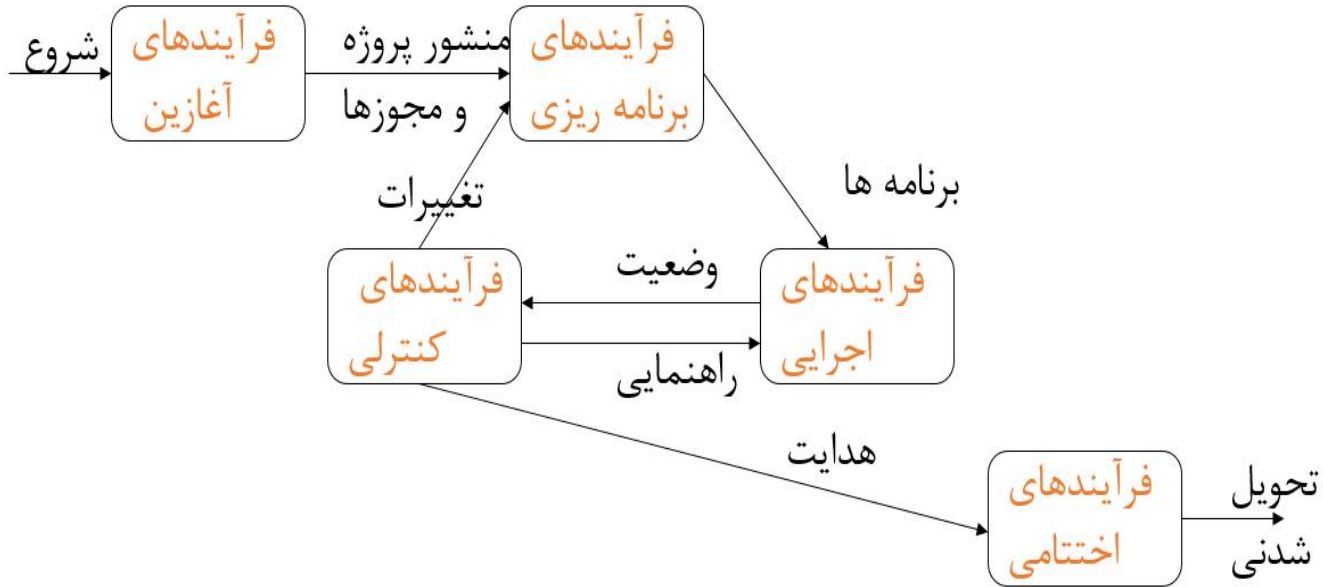 شروع
فرآیندهای
آغازین
منشور پروژه
و مجوزها
فرآیندهای
برنامه ریزی
برنامه ها
تغییرات
فرآیندهای
اجرایی
وضعیت
راهنمایی
فرآیندهای
کنترلی
هدایت
فرآیندهای
اختتامی
تحویل
شدنی